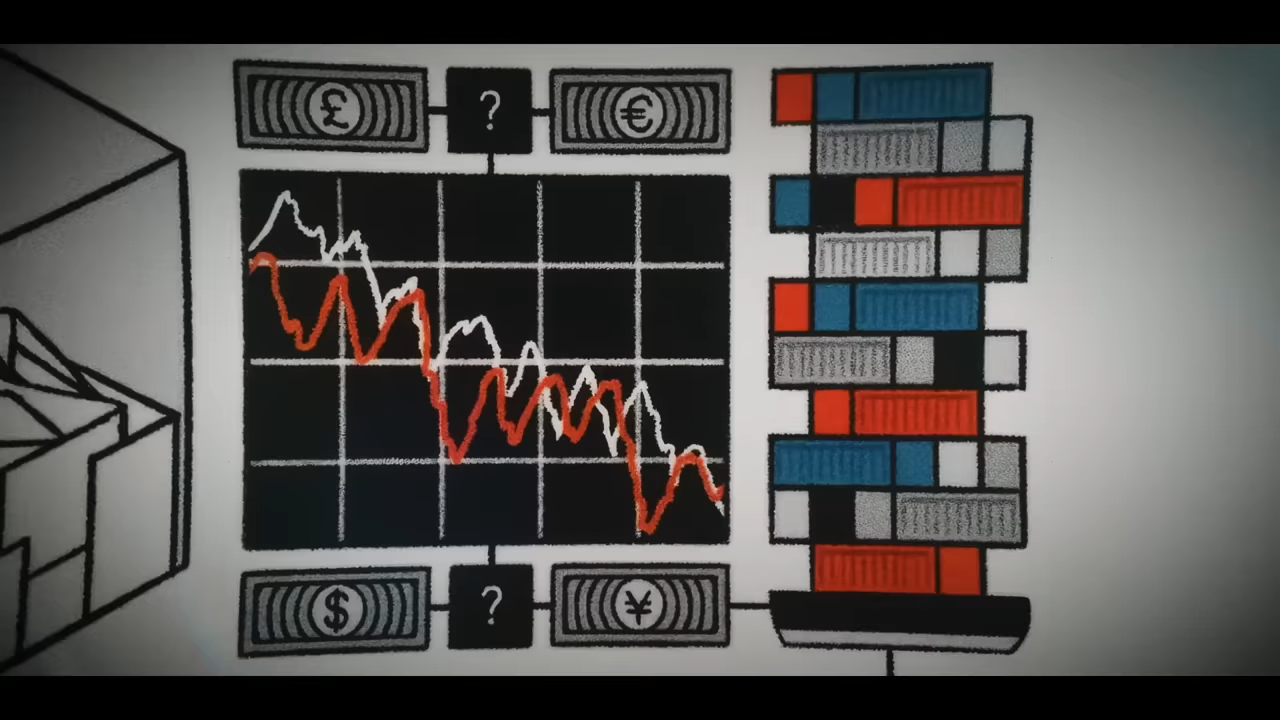 £ ? €
$ ? ¥